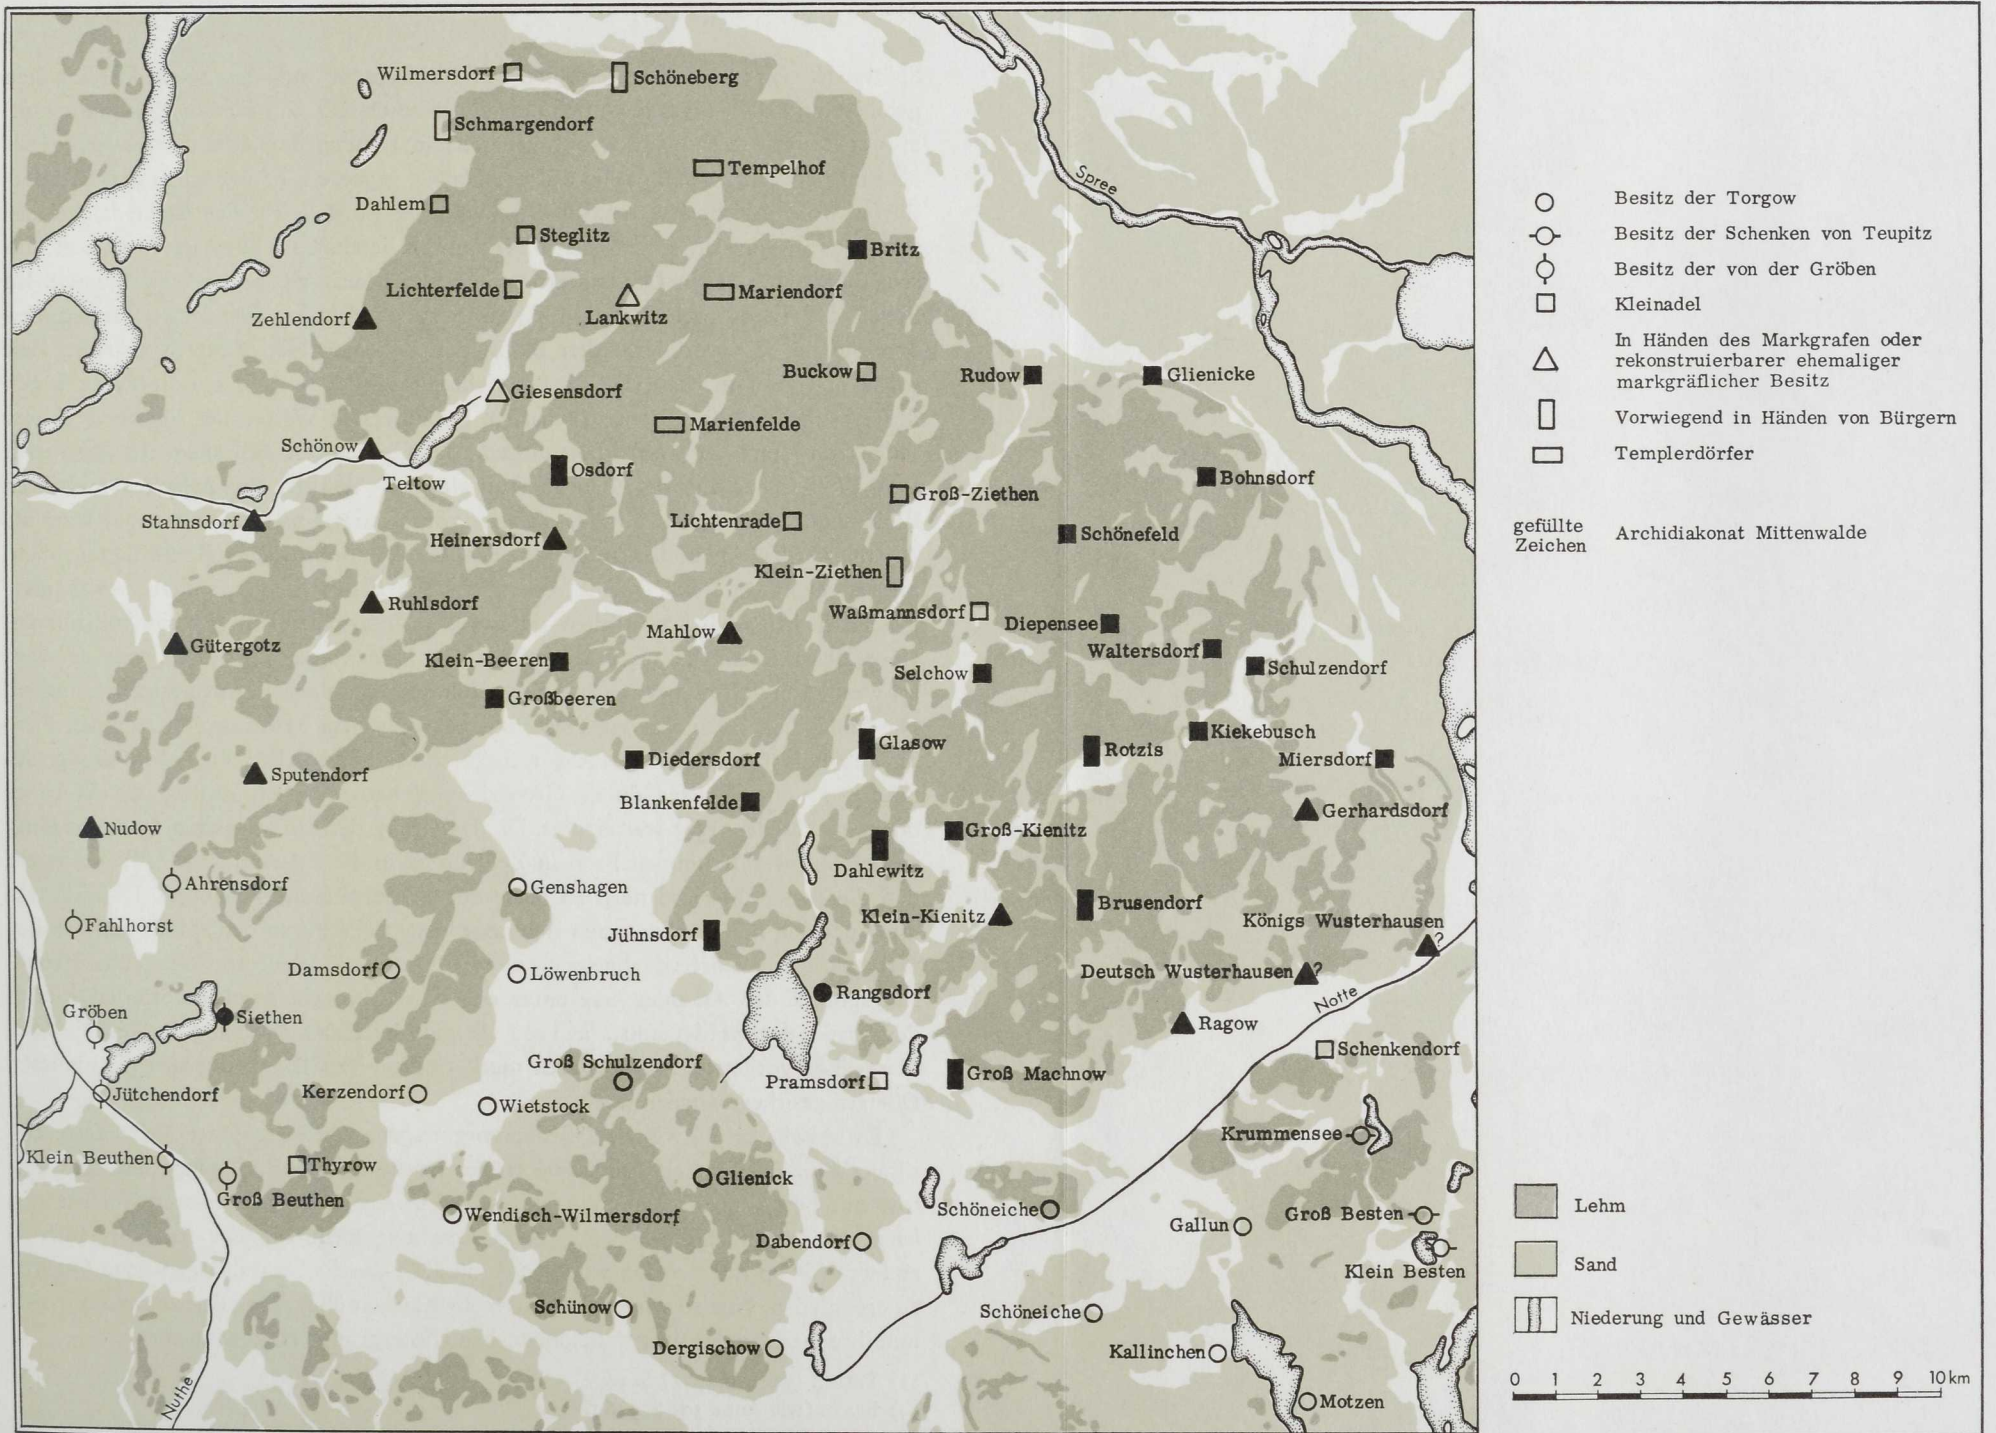 Wilmersdorf
Schöneberg
Schmargendorf
Tempelhof
Spree
Dahlem
Steglitz
Britz
Lichterfelde
Mariendorf
Zehlendorf
Lankwitz
Buckow
Rudow
Glienicke
Giesensdorf
Marienfelde
Schönow
Osdorf
Teltow
Bohnsdorf
Groß-Ziethen
Stahnsdorf
Lichtenrade
Heinersdorf
Schönefeld
Klein-Ziethen
Ruhlsdorf
Waßmannsdorf
Diepensee
Mahlow
Gütergotz
Waltersdorf
Klein-Beeren
Schulzendorf
Selchow
Großbeeren
Kiekebusch
Glasow
Rotzis
Diedersdorf
Miersdorf
Sputendorf
Blankenfelde
Gerhardsdorf
Nudow
Groß-Kienitz
Dahlewitz
Ahrensdorf
Genshagen
Brusendorf
Klein-Kienitz
Königs Wusterhausen
?
Fahlhorst
Jühnsdorf
Damsdorf
Löwenbruch
Deutsch Wusterhausen ?
Rangsdorf
Notte
Gröben
Siethen
Ragow
Schenkendorf
Groß Schulzendorf
Pramsdorf
Groß Machnow
Jütchendorf
Kerzendorf
Wietstock
Krummensee
Klein Beuthen
Thyrow
Glienick
Groß Beuthen
Schöneiche
Wendisch-Wilmersdorf
Groß Besten
Gallun
Dabendorf
Klein Besten
Schünow
Schöneiche
Dergischow
Kallinchen
Nuthe
Motzen
Besitz der Torgow
Besitz der Schenken von Teupitz
Besitz der von der Gröben
Kleinadel
In Händen des Markgrafen oder
rekonstruierbarer ehemaliger
markgräflicher Besitz
Vorwiegend in Händen von Bürgern
Templerdörfer
gefüllte
Zeichen
Archidiakonat Mittenwalde
Lehm
Sand
Niederung und Gewässer
0 1 2 3 4 5 6 7 8 9 10 km